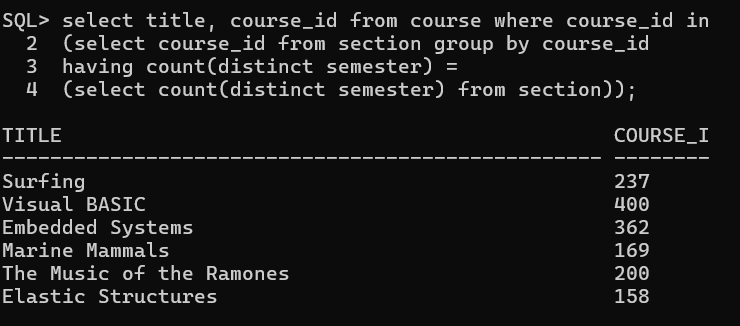 SQL> select title, course_id from course where course_id in
  2  (select course_id from section group by course_id
  3  having count(distinct semester) =
  4  (select count(distinct semester) from section));
TITLE                                              COURSE_I
-------------------------------------------------- --------
Surfing                                            237
Visual BASIC                                       400
Embedded Systems                                   362
Marine Mammals                                     169
The Music of the Ramones                           200
Elastic Structures                                 158